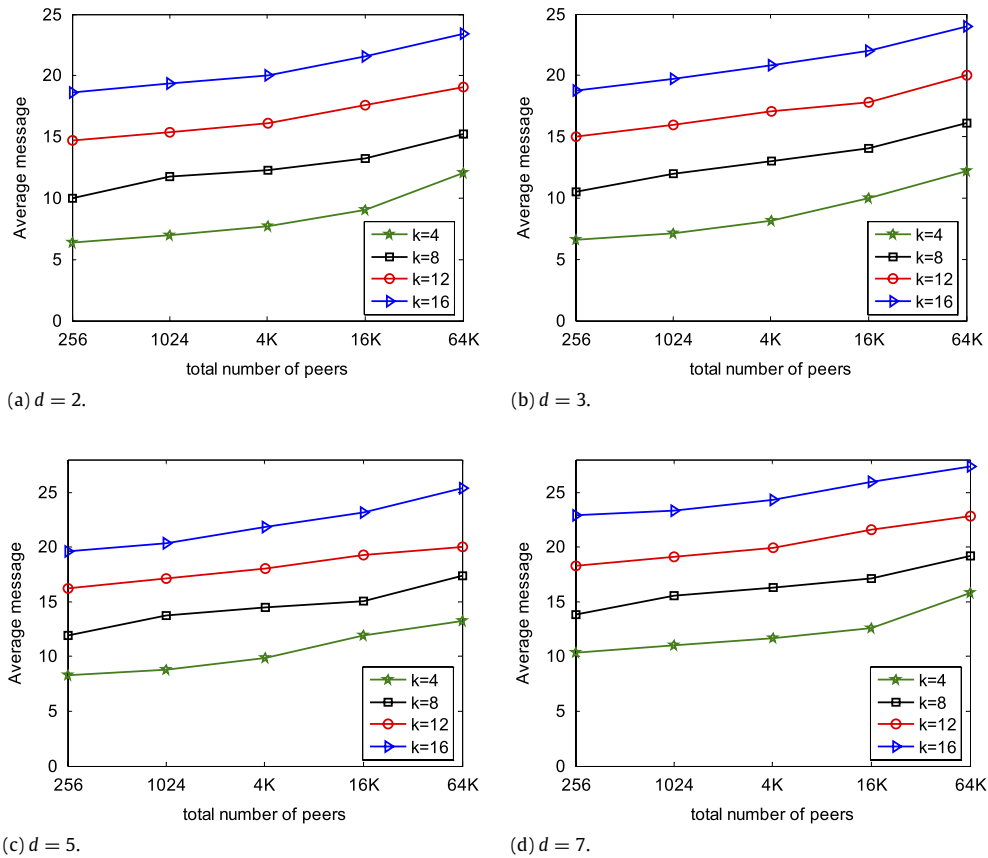 25
20
15
10
5
0
Average message
256 1024 4K 16K 64K
total number of peers
k=4
k=8
k=12
k=16
(a) d = 2.
25
20
15
10
5
0
Average message
256 1024 4K 16K 64K
total number of peers
k=4
k=8
k=12
k=16
(b) d = 3.
25
20
15
10
5
0
Average message
256 1024 4K 16K 64K
total number of peers
k=4
k=8
k=12
k=16
(c) d = 5.
25
20
15
10
5
0
Average message
256 1024 4K 16K 64K
total number of peers
k=4
k=8
k=12
k=16
(d) d = 7.